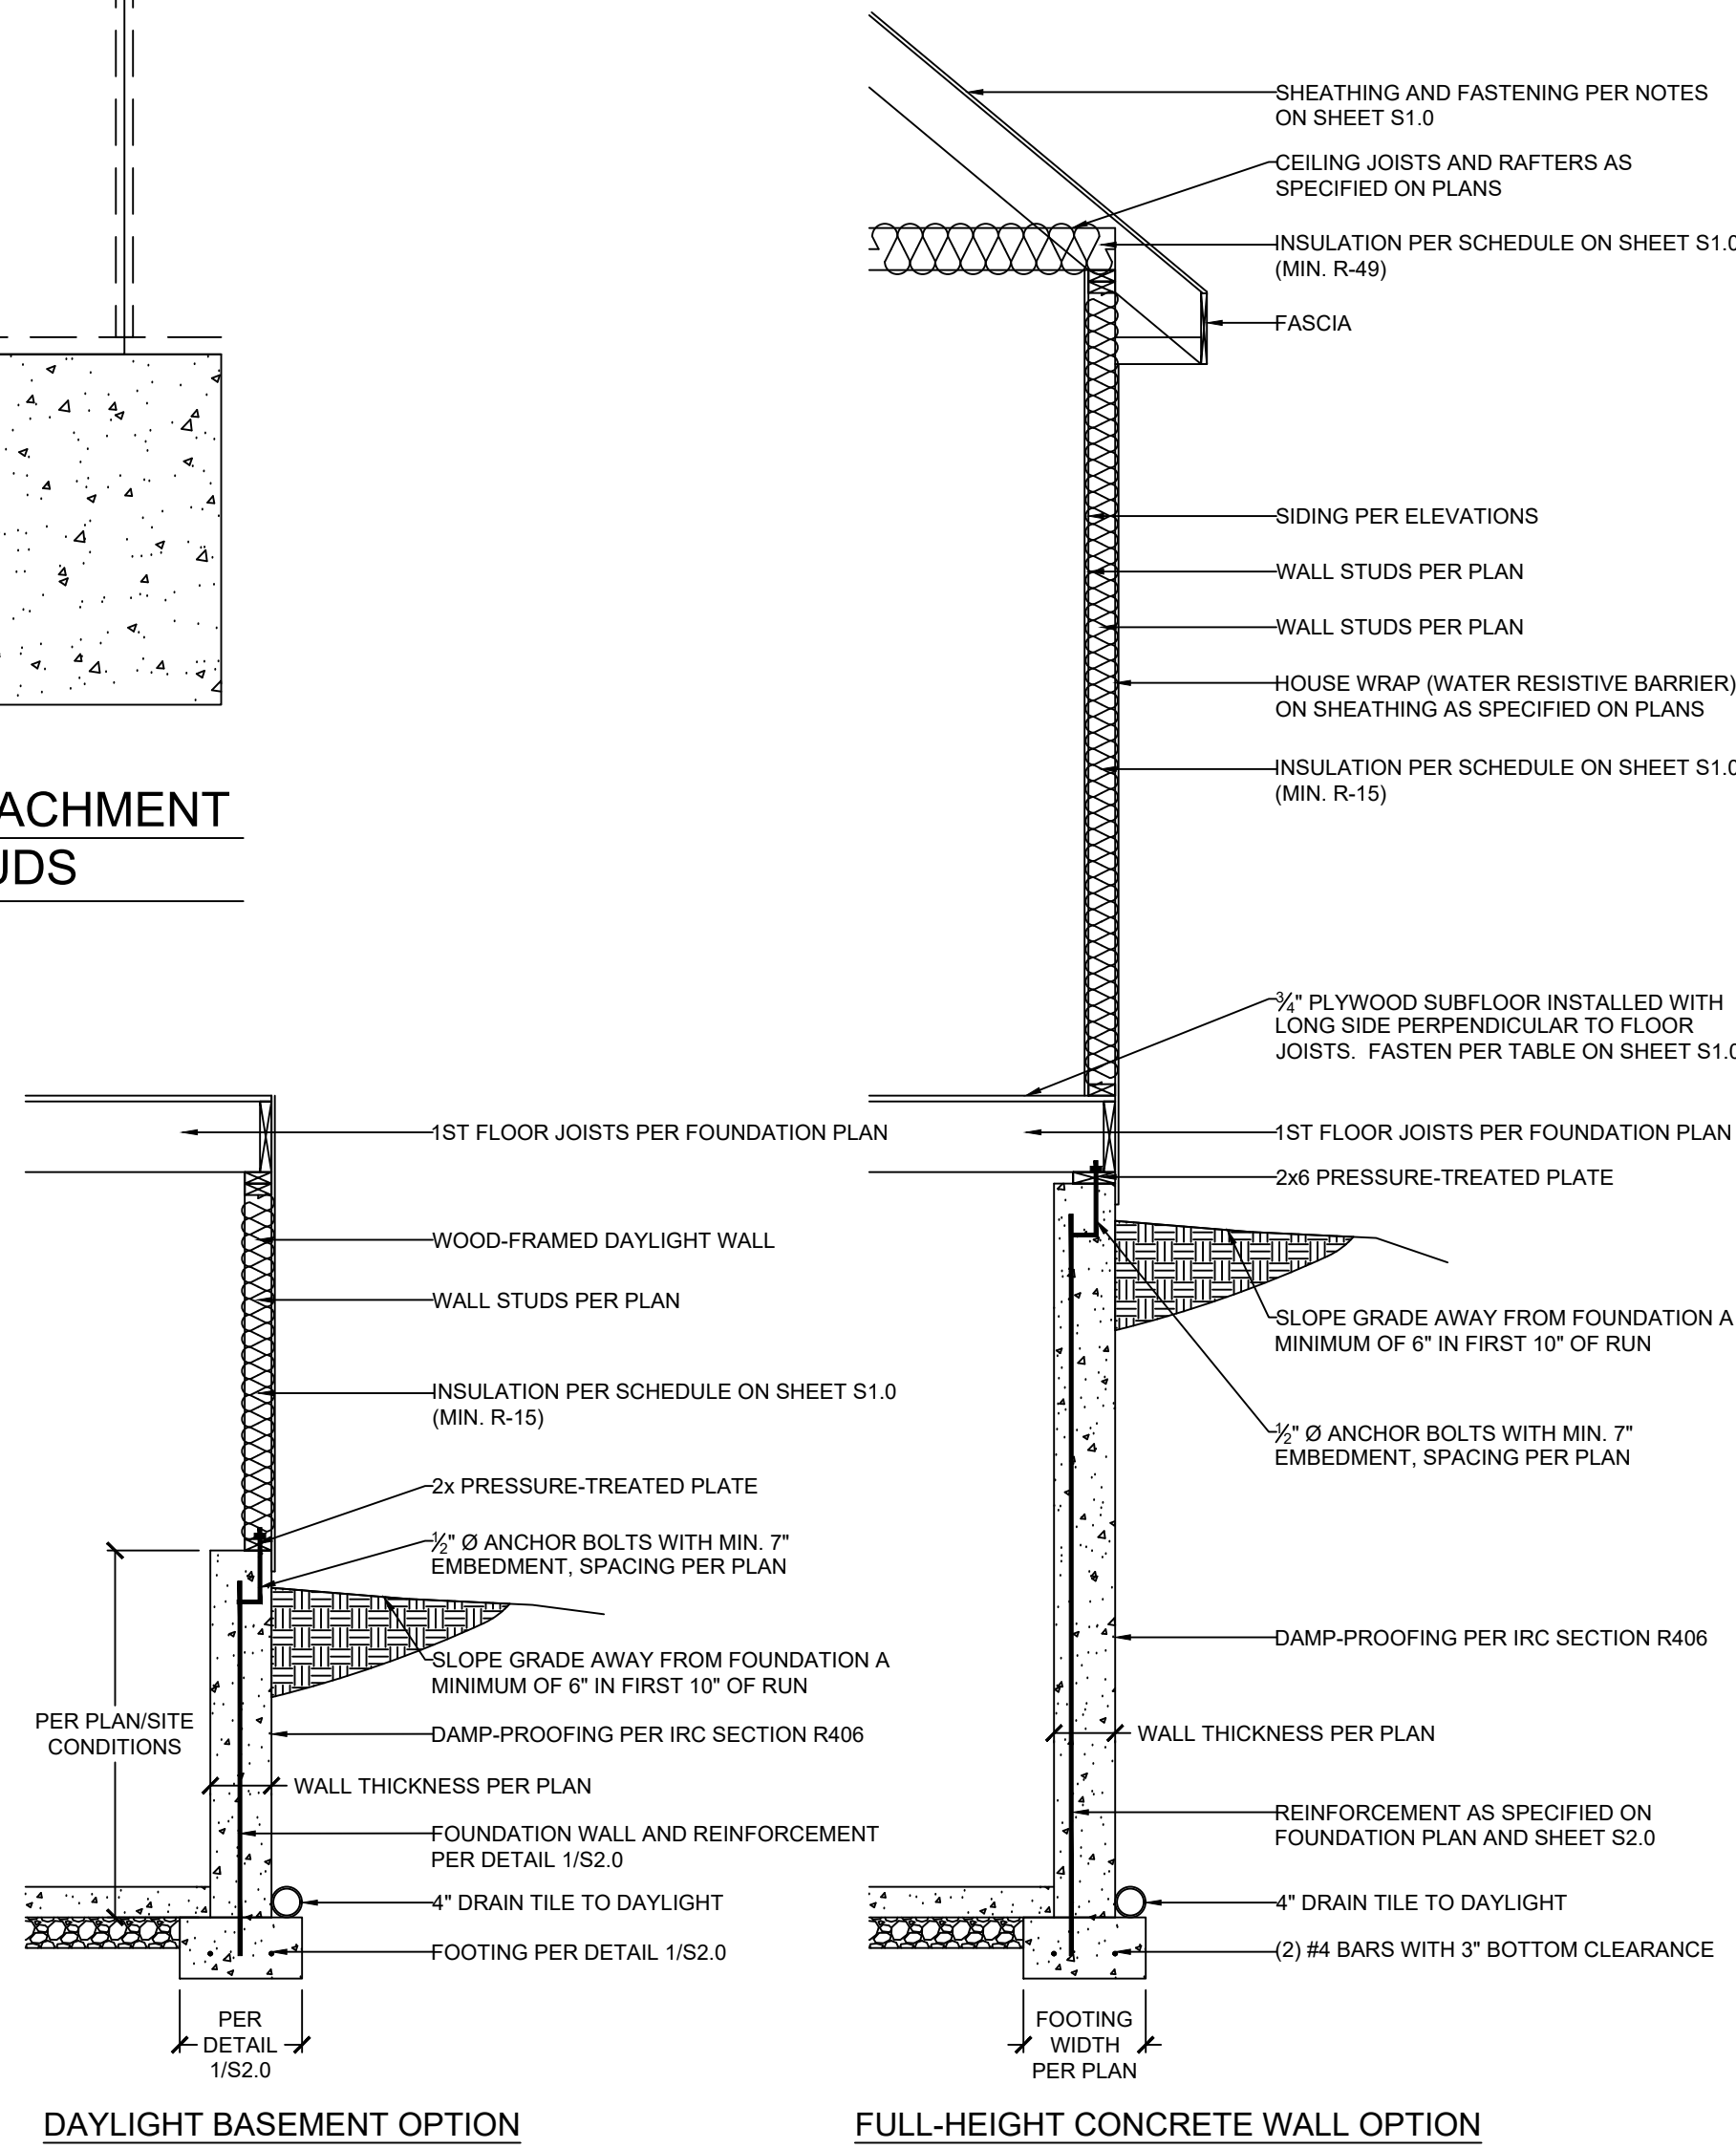 SHEATHING AND FASTENING PER NOTES
ON SHEET S1.0
CEILING JOISTS AND RAFTERS AS
SPECIFIED ON PLANS
INSULATION PER SCHEDULE ON SHEET S1.0
(MIN. R-49)
FASCIA
SIDING PER ELEVATIONS
WALL STUDS PER PLAN
WALL STUDS PER PLAN
HOUSE WRAP (WATER RESISTIVE BARRIER)
ON SHEATHING AS SPECIFIED ON PLANS
INSULATION PER SCHEDULE ON SHEET S1.0
(MIN. R-15)
ACHMENT
UDS
¾" PLYWOOD SUBFLOOR INSTALLED WITH
LONG SIDE PERPENDICULAR TO FLOOR
JOISTS. FASTEN PER TABLE ON SHEET S1.0
1ST FLOOR JOISTS PER FOUNDATION PLAN
WOOD-FRAMED DAYLIGHT WALL
WALL STUDS PER PLAN
INSULATION PER SCHEDULE ON SHEET S1.0
(MIN. R-15)
2x PRESSURE-TREATED PLATE
½" Ø ANCHOR BOLTS WITH MIN. 7"
EMBEDMENT, SPACING PER PLAN
SLOPE GRADE AWAY FROM FOUNDATION A
MINIMUM OF 6" IN FIRST 10" OF RUN
PER PLAN/SITE
CONDITIONS
DAMP-PROOFING PER IRC SECTION R406
WALL THICKNESS PER PLAN
FOUNDATION WALL AND REINFORCEMENT
PER DETAIL 1/S2.0
4" DRAIN TILE TO DAYLIGHT
FOOTING PER DETAIL 1/S2.0
PER
DETAIL
1/S2.0
DAYLIGHT BASEMENT OPTION
1ST FLOOR JOISTS PER FOUNDATION PLAN
2x6 PRESSURE-TREATED PLATE
SLOPE GRADE AWAY FROM FOUNDATION A
MINIMUM OF 6" IN FIRST 10" OF RUN
½" Ø ANCHOR BOLTS WITH MIN. 7"
EMBEDMENT, SPACING PER PLAN
DAMP-PROOFING PER IRC SECTION R406
WALL THICKNESS PER PLAN
REINFORCEMENT AS SPECIFIED ON
FOUNDATION PLAN AND SHEET S2.0
4" DRAIN TILE TO DAYLIGHT
(2) #4 BARS WITH 3" BOTTOM CLEARANCE
FOOTING
WIDTH
PER PLAN
FULL-HEIGHT CONCRETE WALL OPTION